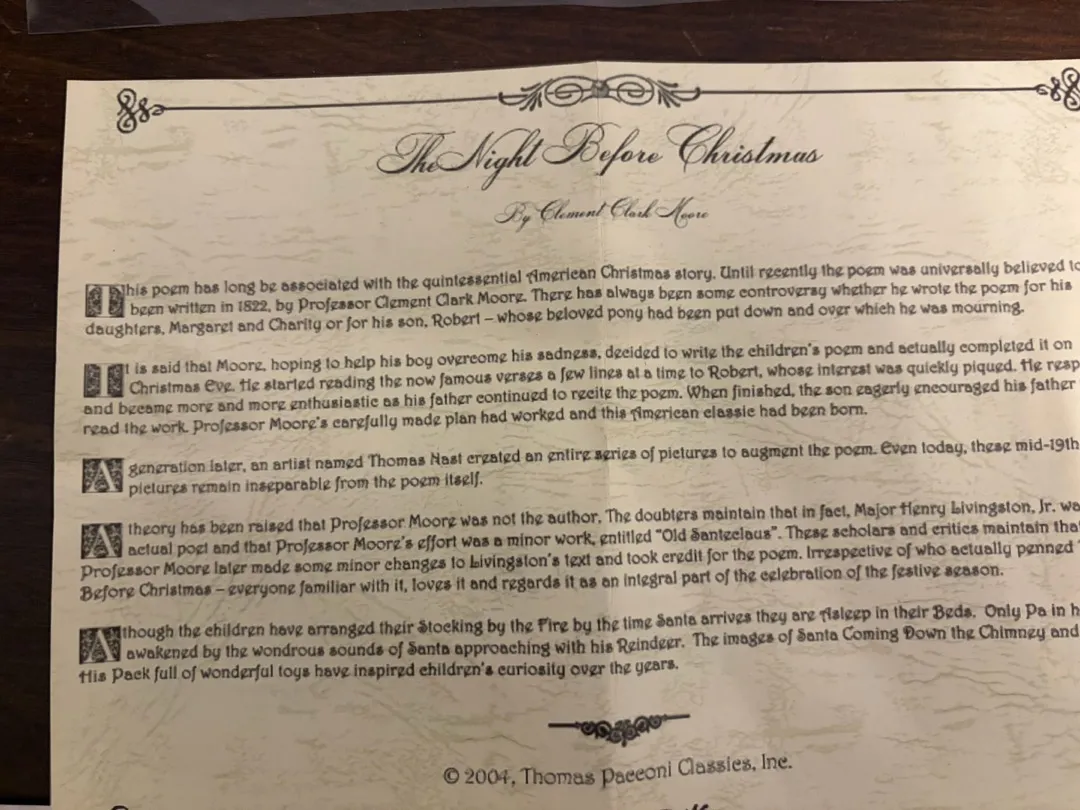 The Night Before Christmas
By Clement Clark Moore
This poem has long be associated with the quintessential American Christmas story. Until recently the poem was universally believed to
been written in 1822, by Professor Clement Clark Moore. There has always been some controversy whether he wrote the poem for his
daughters, Margaret and Charity or for his son, Robert – whose beloved pony had been put down and over which he was mourning.
It is said that Moore, hoping to help his boy overcome his sadness, decided to write the children's poem and actually completed it on
Christmas Eve. He started reading the now famous verses a few lines at a time to Robert, whose interest was quickly piqued. He resp
and became more and more enthusiastic as his father continued to recite the poem. When finished, the son eagerly encouraged his father
read the work. Professor Moore's carefully made plan had worked and this American classic had been born.
A generation later, an artist named Thomas Nast created an entire series of pictures to augment the poem. Even today, these mid-19th
pictures remain inseparable from the poem itself.
A theory has been raised that Professor Moore was not the author. The doubters maintain that in fact, Major Henry Livingston, Jr. wa
actual poet and that Professor Moore's effort was a minor work, entitled "Old Santeclaus". These scholars and critics maintain that
Professor Moore later made some minor changes to Livingston's text and took credit for the poem. Irrespective of who actually penned
Before Christmas – everyone familiar with it, loves it and regards it as an integral part of the celebration of the festive season.
Although the children have arranged their Stocking by the Fire by the time Santa arrives they are Asleep in their Beds. Only Pa in h
awakened by the wondrous sounds of Santa approaching with his Reindeer. The images of Santa Coming Down the Chimney and
His Pack full of wonderful toys have inspired children's curiosity over the years.
© 2004, Thomas Pacconi Classics, Inc.